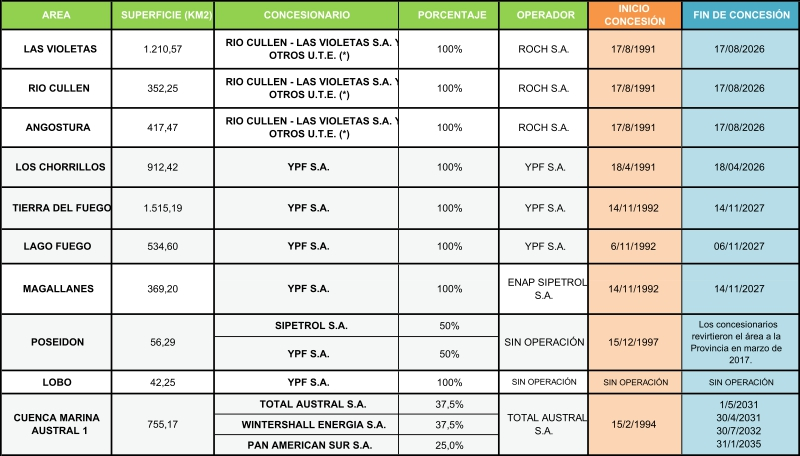 AREA SUPERFICIE (KM2) CONCESIONARIO PORCENTAJE OPERADOR INICIO CONCESIÓN FIN DE CONCESIÓN
LAS VIOLETAS 1.210,57 RIO CULLEN - LAS VIOLETAS S.A. Y OTROS U.T.E. (*) 100% ROCH S.A. 17/8/1991 17/08/2026
RIO CULLEN 352,25 RIO CULLEN - LAS VIOLETAS S.A. Y OTROS U.T.E. (*) 100% ROCH S.A. 17/8/1991 17/08/2026
ANGOSTURA 417,47 RIO CULLEN - LAS VIOLETAS S.A. Y OTROS U.T.E. (*) 100% ROCH S.A. 17/8/1991 17/08/2026
LOS CHORRILLOS 912,42 YPF S.A. 100% YPF S.A. 18/4/1991 18/04/2026
TIERRA DEL FUEGO 1.515,19 YPF S.A. 100% YPF S.A. 14/11/1992 14/11/2027
LAGO FUEGO 534,60 YPF S.A. 100% YPF S.A. 6/11/1992 06/11/2027
MAGALLANES 369,20 YPF S.A. 100% ENAP SIPETROL S.A. 14/11/1992 14/11/2027
POSEIDON 56,29 SIPETROL S.A. 50% SIN OPERACIÓN 15/12/1997 Los concesionarios
revirtieron el área a la
Provincia en marzo de
2017.
YPF S.A. 50%
LOBO 42,25 YPF S.A. 100% SIN OPERACIÓN SIN OPERACIÓN SIN OPERACIÓN
CUENCA MARINA AUSTRAL 1 755,17 TOTAL AUSTRAL S.A. 37,5% TOTAL AUSTRAL S.A. 15/2/1994 1/5/2031
30/4/2031
WINTERSHALL ENERGIA S.A. 37,5% 30/7/2032
PAN AMERICAN SUR S.A. 25,0% 31/1/2035